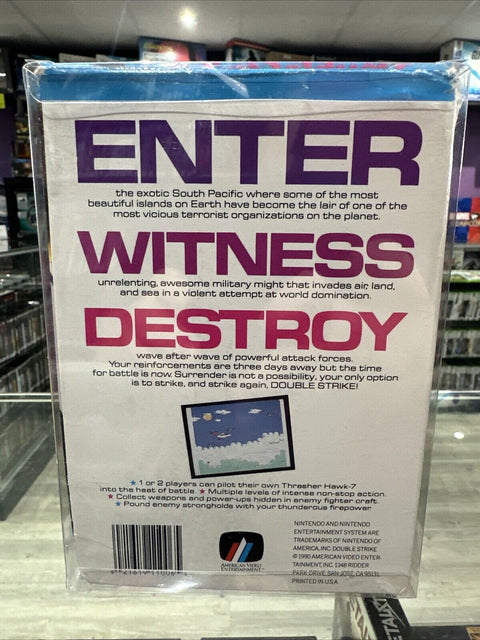 ENTER
the exotic South Pacific where some of the most
beautiful islands on Earth have become the lair of one of the
most vicious terrorist organizations on the planet.
WITNESS
unrelenting, awesome military might that invades air, land,
and sea in a violent attempt at world domination.
DESTROY
wave after wave of powerful attack forces.
Your reinforcements are three days away but the time
for battle is now. Surrender is not a possibility, your only option
is to strike, and strike again, DOUBLE STRIKE!
★ 1 or 2 players can pilot their own Thrasher Hawk-7
into the heat of battle. ★ Multiple levels of intense non-stop action.
★ Collect weapons and power-ups hidden in enemy fighter craft.
★ Pound enemy strongholds with your thunderous firepower.
AMERICAN VIDEO
ENTERTAINMENT
NINTENDO AND NINTENDO
ENTERTAINMENT SYSTEM ARE
TRADEMARKS OF NINTENDO OF
AMERICA, INC. DOUBLE STRIKE
© 1990 AMERICAN VIDEO ENTER-
TAINMENT, INC. 1348 RIDDER
PARK DRIVE, SAN JOSE, CA 95131.
PRINTED IN U.S.A.